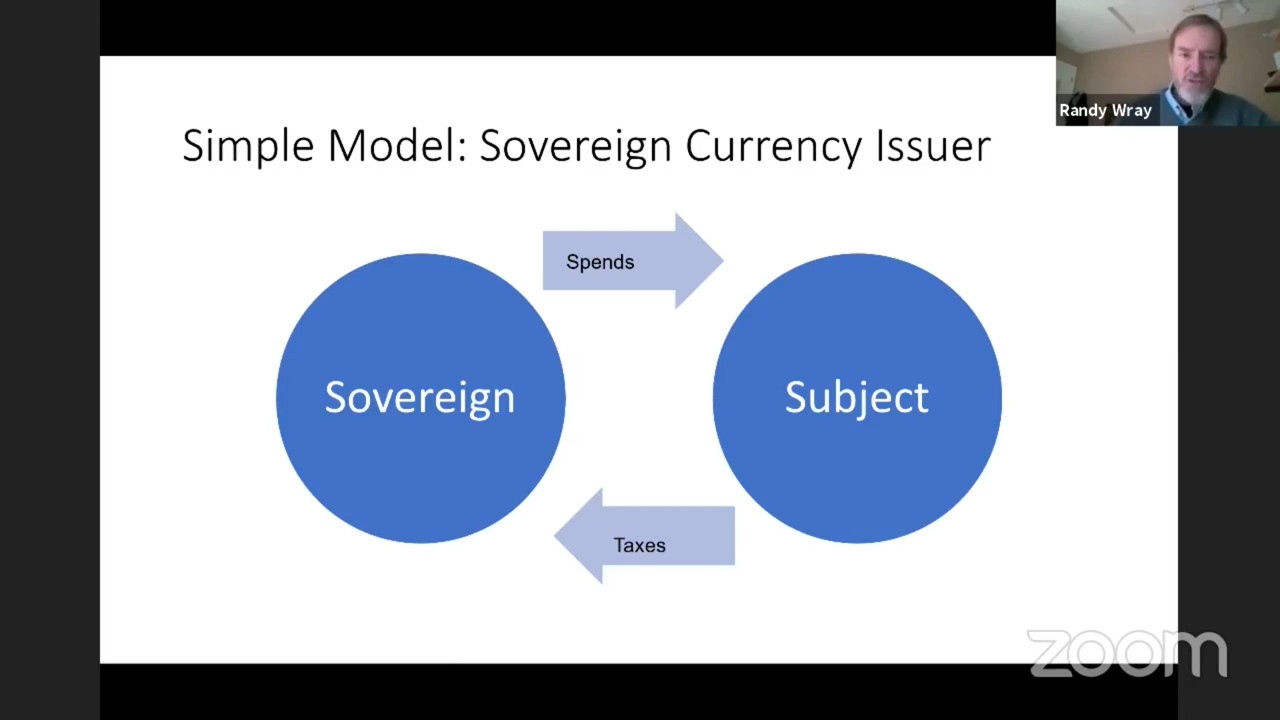 Randy Wray
Simple Model: Sovereign Currency Issuer
Spends
Sovereign
Subject
Taxes
zoom